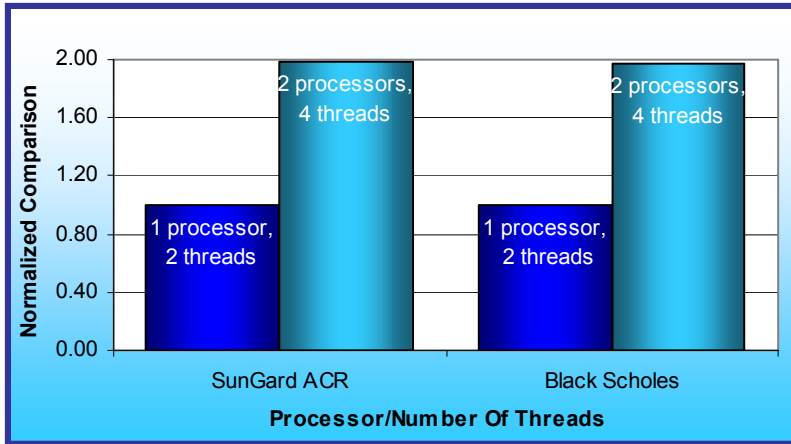 Normalized Comparison
2.00
1.60
1.20
0.80
0.40
0.00
1 processor,
2 threads
2 processors,
4 threads
1 processor,
2 threads
2 processors,
4 threads
SunGard ACR
Black Scholes
Processor/Number Of Threads